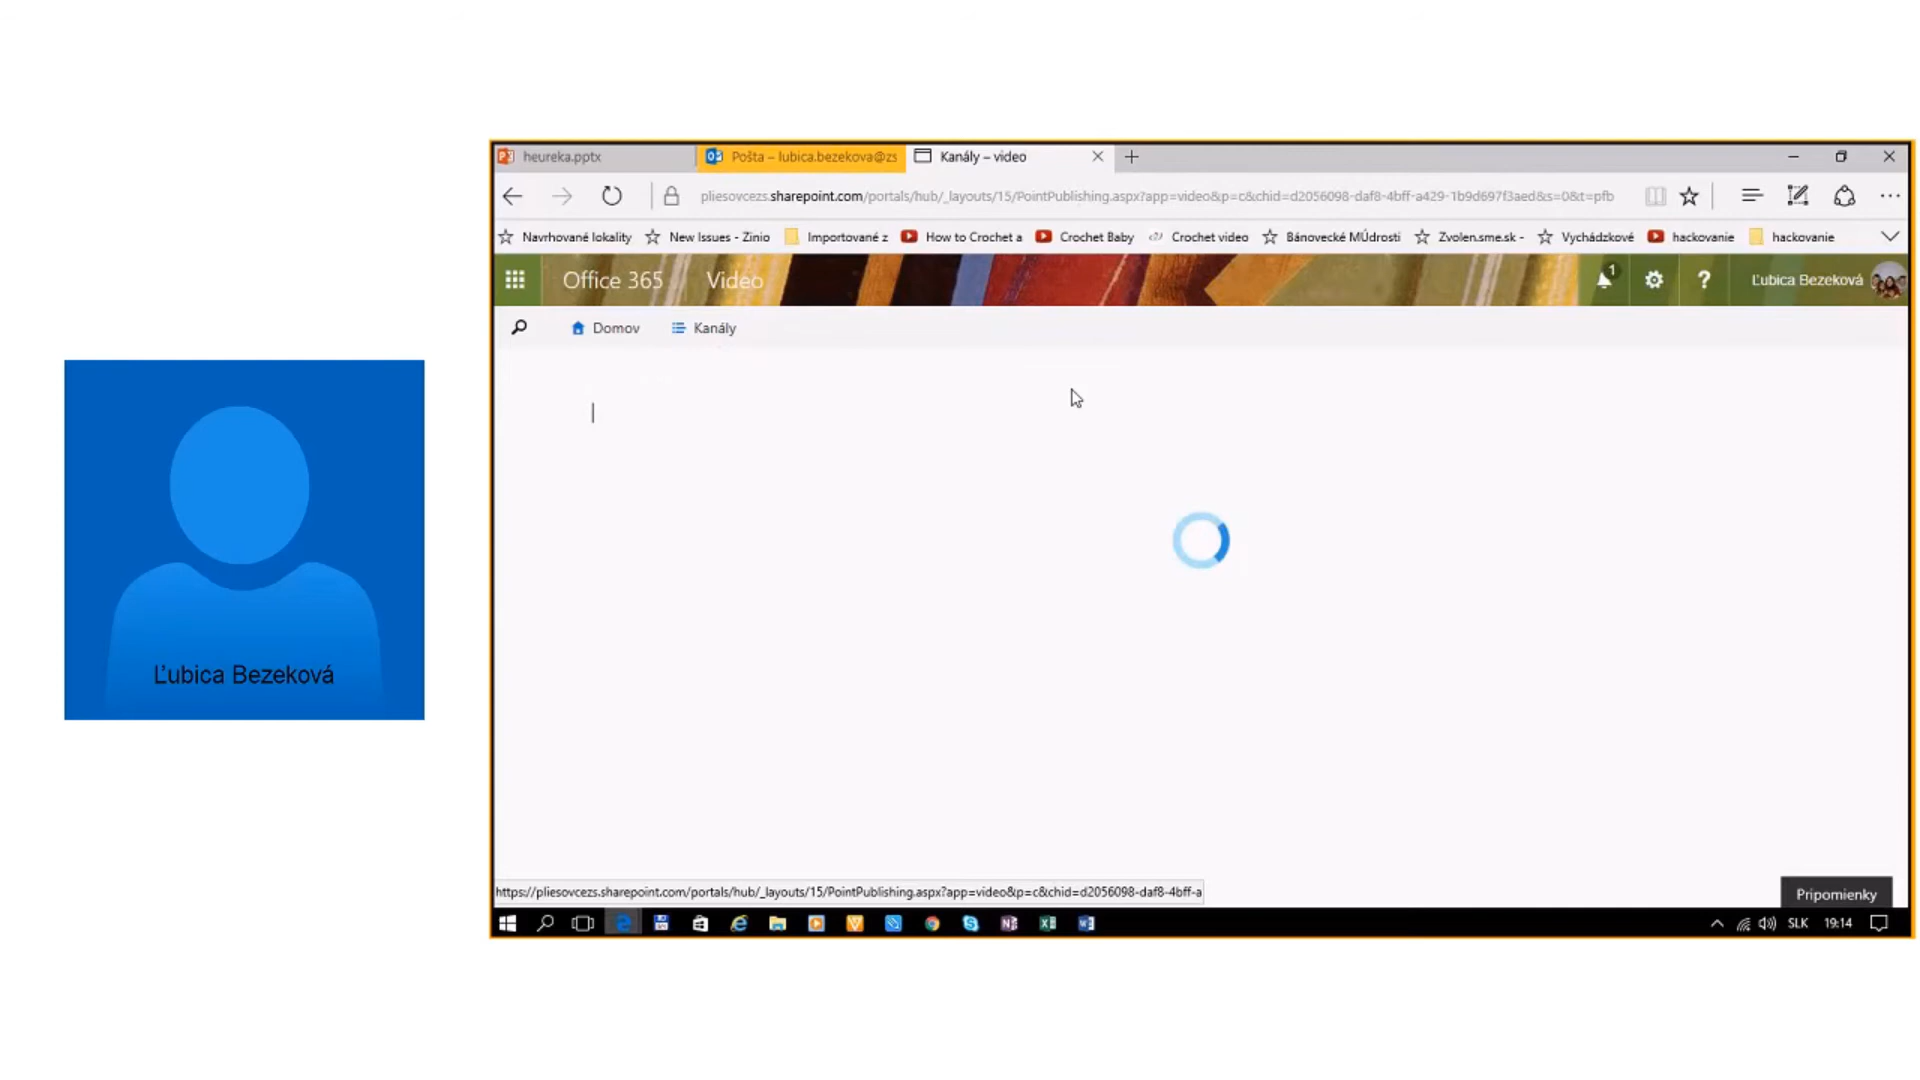 heureka.pptx
Pošta – lubica.bezekova@zs
Kanály – video
pliesovcezs.sharepoint.com/portals/hub/_layouts/15/PointPublishing.aspx?app=video&p=c&chid=d2056098-daf8-4bff-a429-1b9d697f3aed&s=0&t=pfb
Navrhované lokality
New Issues - Zinio
Importované z
How to Crochet a
Crochet Baby
Crochet video
Bánovecké MÚdrosti
Zvolen.sme.sk -
Vychádzkové
hackovanie
hackovanie
Office 365
Video
1
?
Ľubica Bezeková
Domov
Kanály
Ľubica Bezeková
https://pliesovcezs.sharepoint.com/portals/hub/_layouts/15/PointPublishing.aspx?app=video&p=c&chid=d2056098-daf8-4bff-a
Pripomienky
SLK
19:14